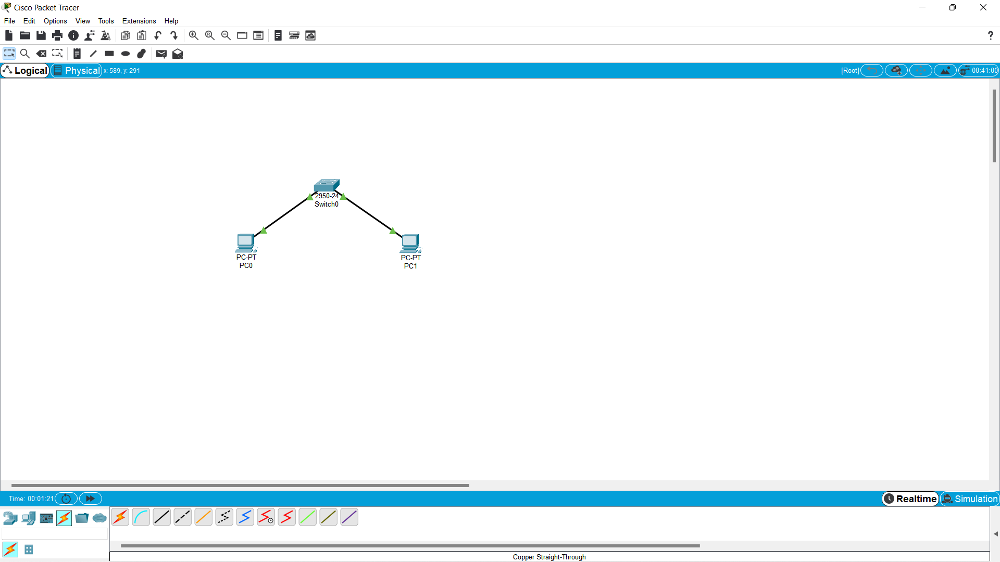 Cisco Packet Tracer
File Edit Options View Tools Extensions Help
Logical Physical x: 589, y: 291 [Root] 00:41:00
2950-24
Switch0
PC-PT
PC0
PC-PT
PC1
Time: 00:01:21 Realtime Simulation
Copper Straight-Through